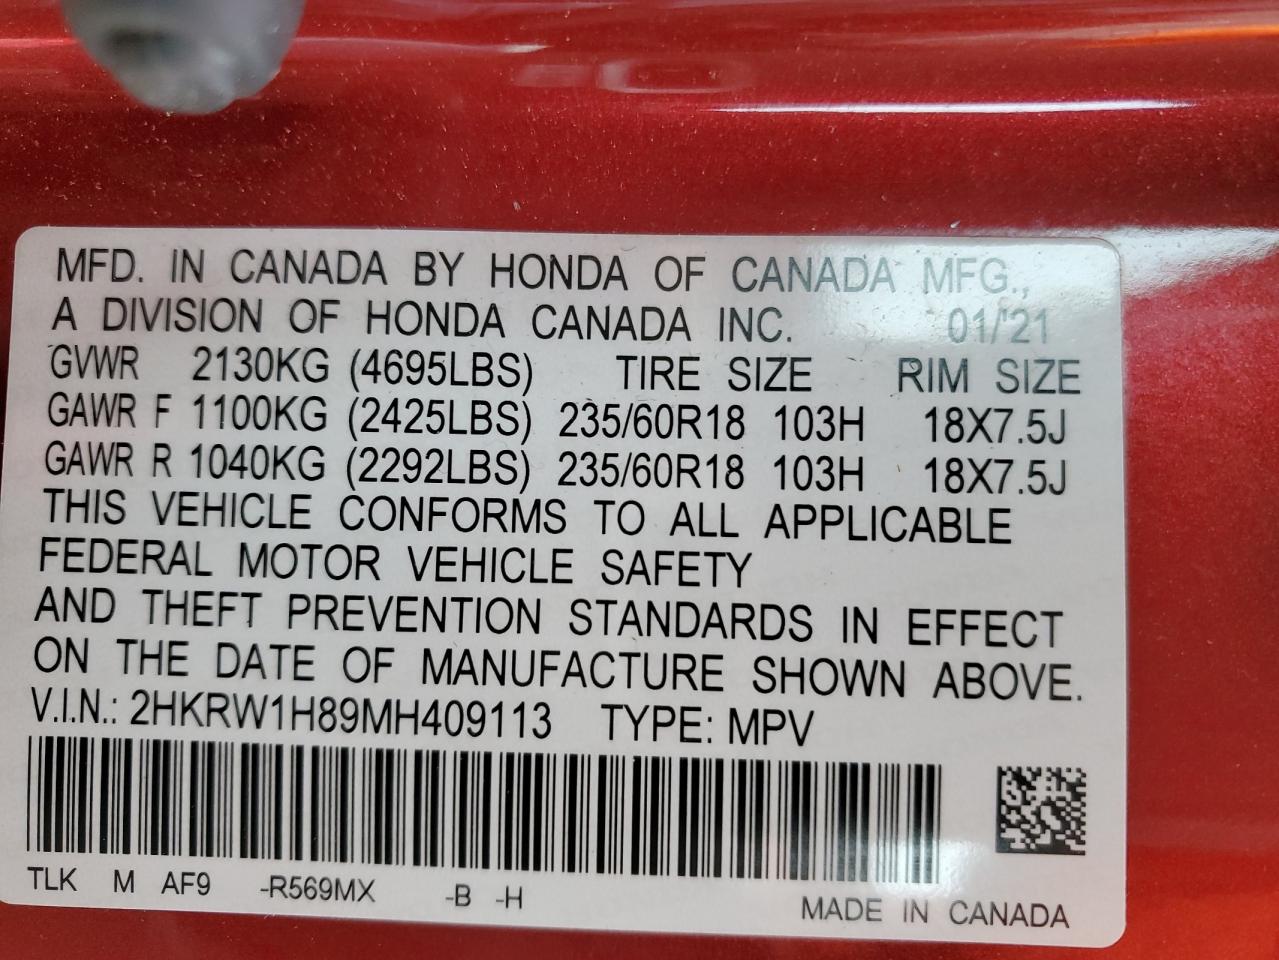 MFD. IN CANADA BY HONDA OF CANADA MFG.,
A DIVISION OF HONDA CANADA INC. 01/'21
GVWR 2130KG (4695LBS) TIRE SIZE RIM SIZE
GAWR F 1100KG (2425LBS) 235/60R18 103H 18X7.5J
GAWR R 1040KG (2292LBS) 235/60R18 103H 18X7.5J
THIS VEHICLE CONFORMS TO ALL APPLICABLE
FEDERAL MOTOR VEHICLE SAFETY
AND THEFT PREVENTION STANDARDS IN EFFECT
ON THE DATE OF MANUFACTURE SHOWN ABOVE.
V.I.N.: 2HKRW1H89MH409113 TYPE: MPV
TLK M AF9 -R569MX -B -H
MADE IN CANADA